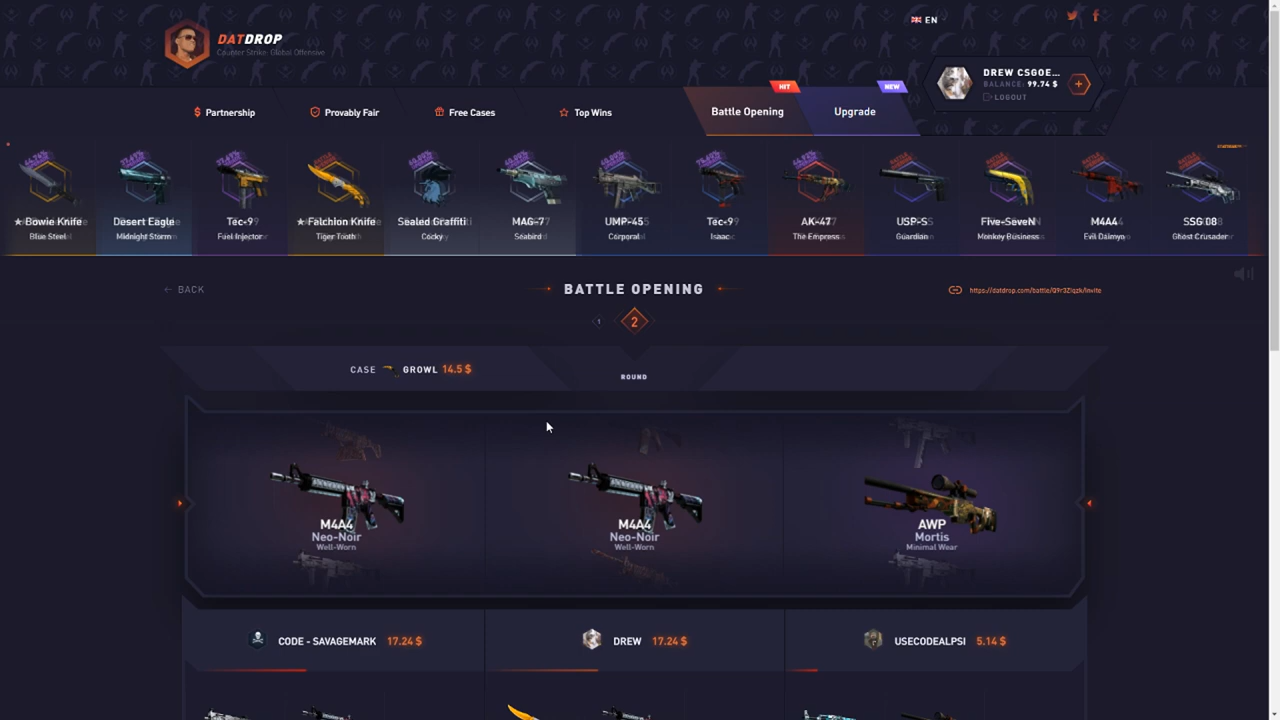 EN
DATDROP
Counter Strike: Global Offensive
DREW CSGOE...
BALANCE: 99.74 $
LOGOUT
HIT
NEW
Partnership
Provably Fair
Free Cases
Top Wins
Battle Opening
Upgrade
★ Bowie Knife
Blue Steel
Desert Eagle
Midnight Storm
Tec-9
Fuel Injector
★ Falchion Knife
Tiger Tooth
Sealed Graffiti
Cocky
MAG-7
Seabird
UMP-45
Corporal
Tec-9
Isaac
AK-47
The Empress
USP-S
Guardian
Five-SeveN
Monkey Business
M4A4
Evil Daimyo
SSG 08
Ghost Crusader
← BACK
BATTLE OPENING
1
2
CASE GROWL 14.5 $
ROUND
M4A4
Neo-Noir
Well-Worn
M4A4
Neo-Noir
Well-Worn
AWP
Mortis
Minimal Wear
CODE - SAVAGEMARK 17.24 $
DREW 17.24 $
USECODEALPSI 5.14 $